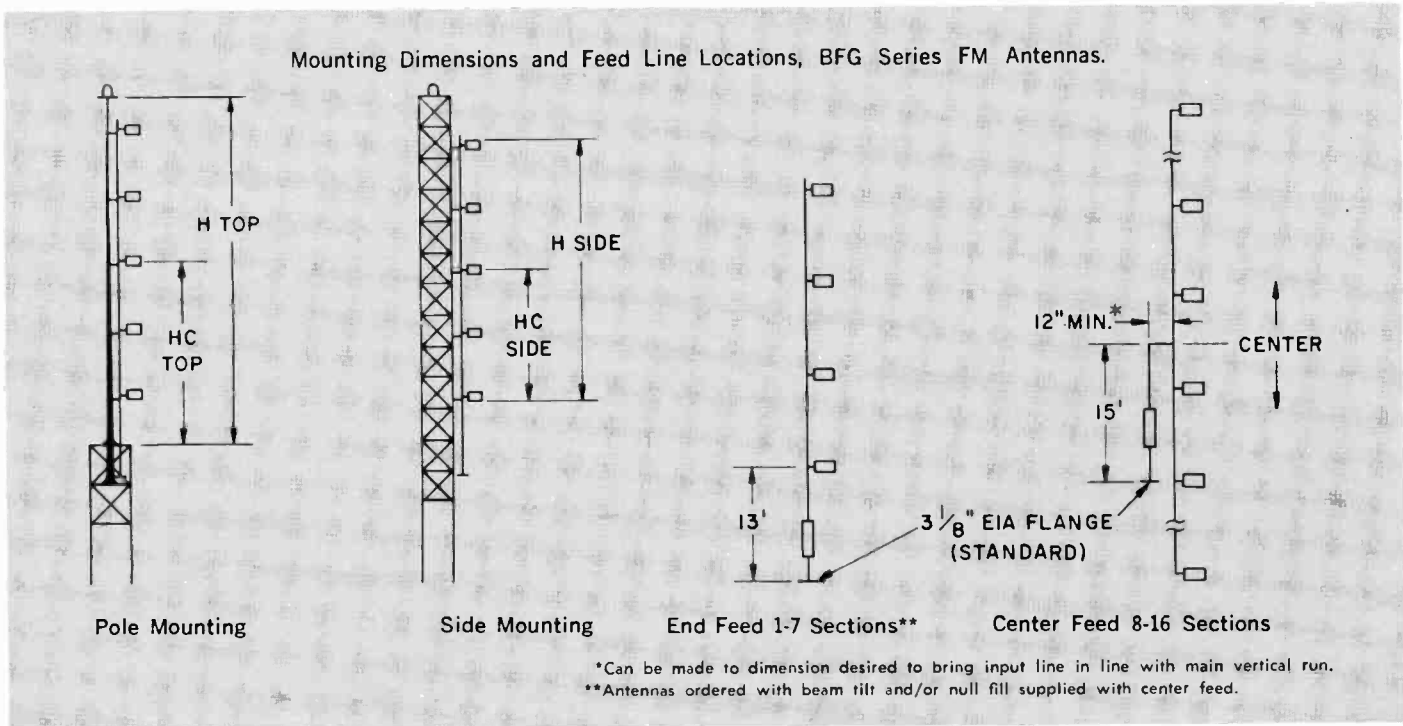 Mounting Dimensions and Feed Line Locations, BFG Series FM Antennas.
H TOP
HC
TOP
Pole Mounting
H SIDE
HC
SIDE
Side Mounting
13'
3 1/8" EIA FLANGE
(STANDARD)
End Feed 1-7 Sections**
12" MIN.*
CENTER
15'
Center Feed 8-16 Sections
*Can be made to dimension desired to bring input line in line with main vertical run.
**Antennas ordered with beam tilt and/or null fill supplied with center feed.